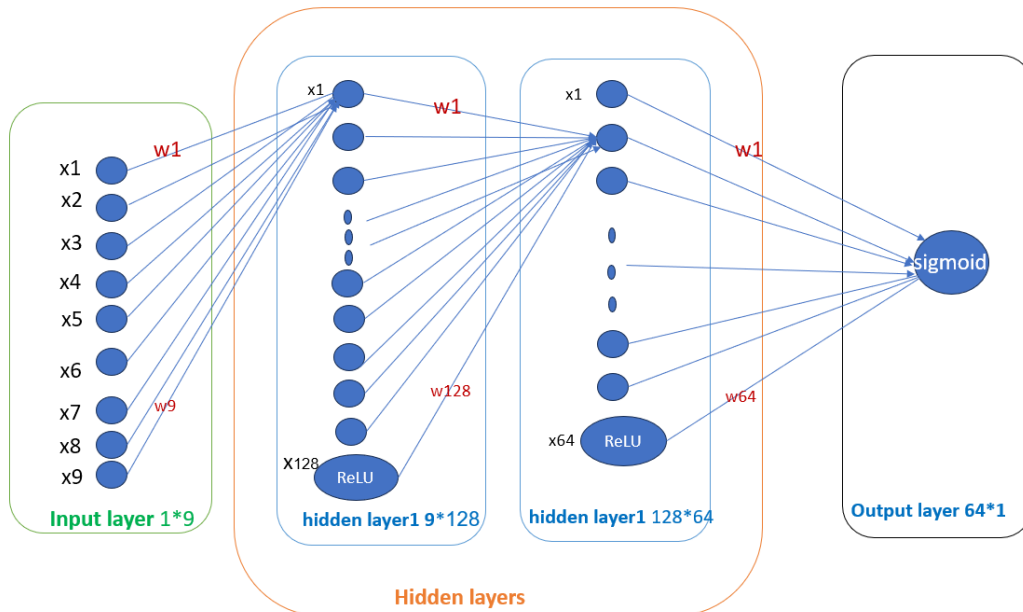 x1
x2
x3
x4
x5
x6
x7
x8
x9
w1
w9
Input layer 1*9
x1
w1
w128
X128
ReLU
hidden layer1 9*128
x1
x64
ReLU
hidden layer1 128*64
w1
w64
sigmoid
Output layer 64*1
Hidden layers